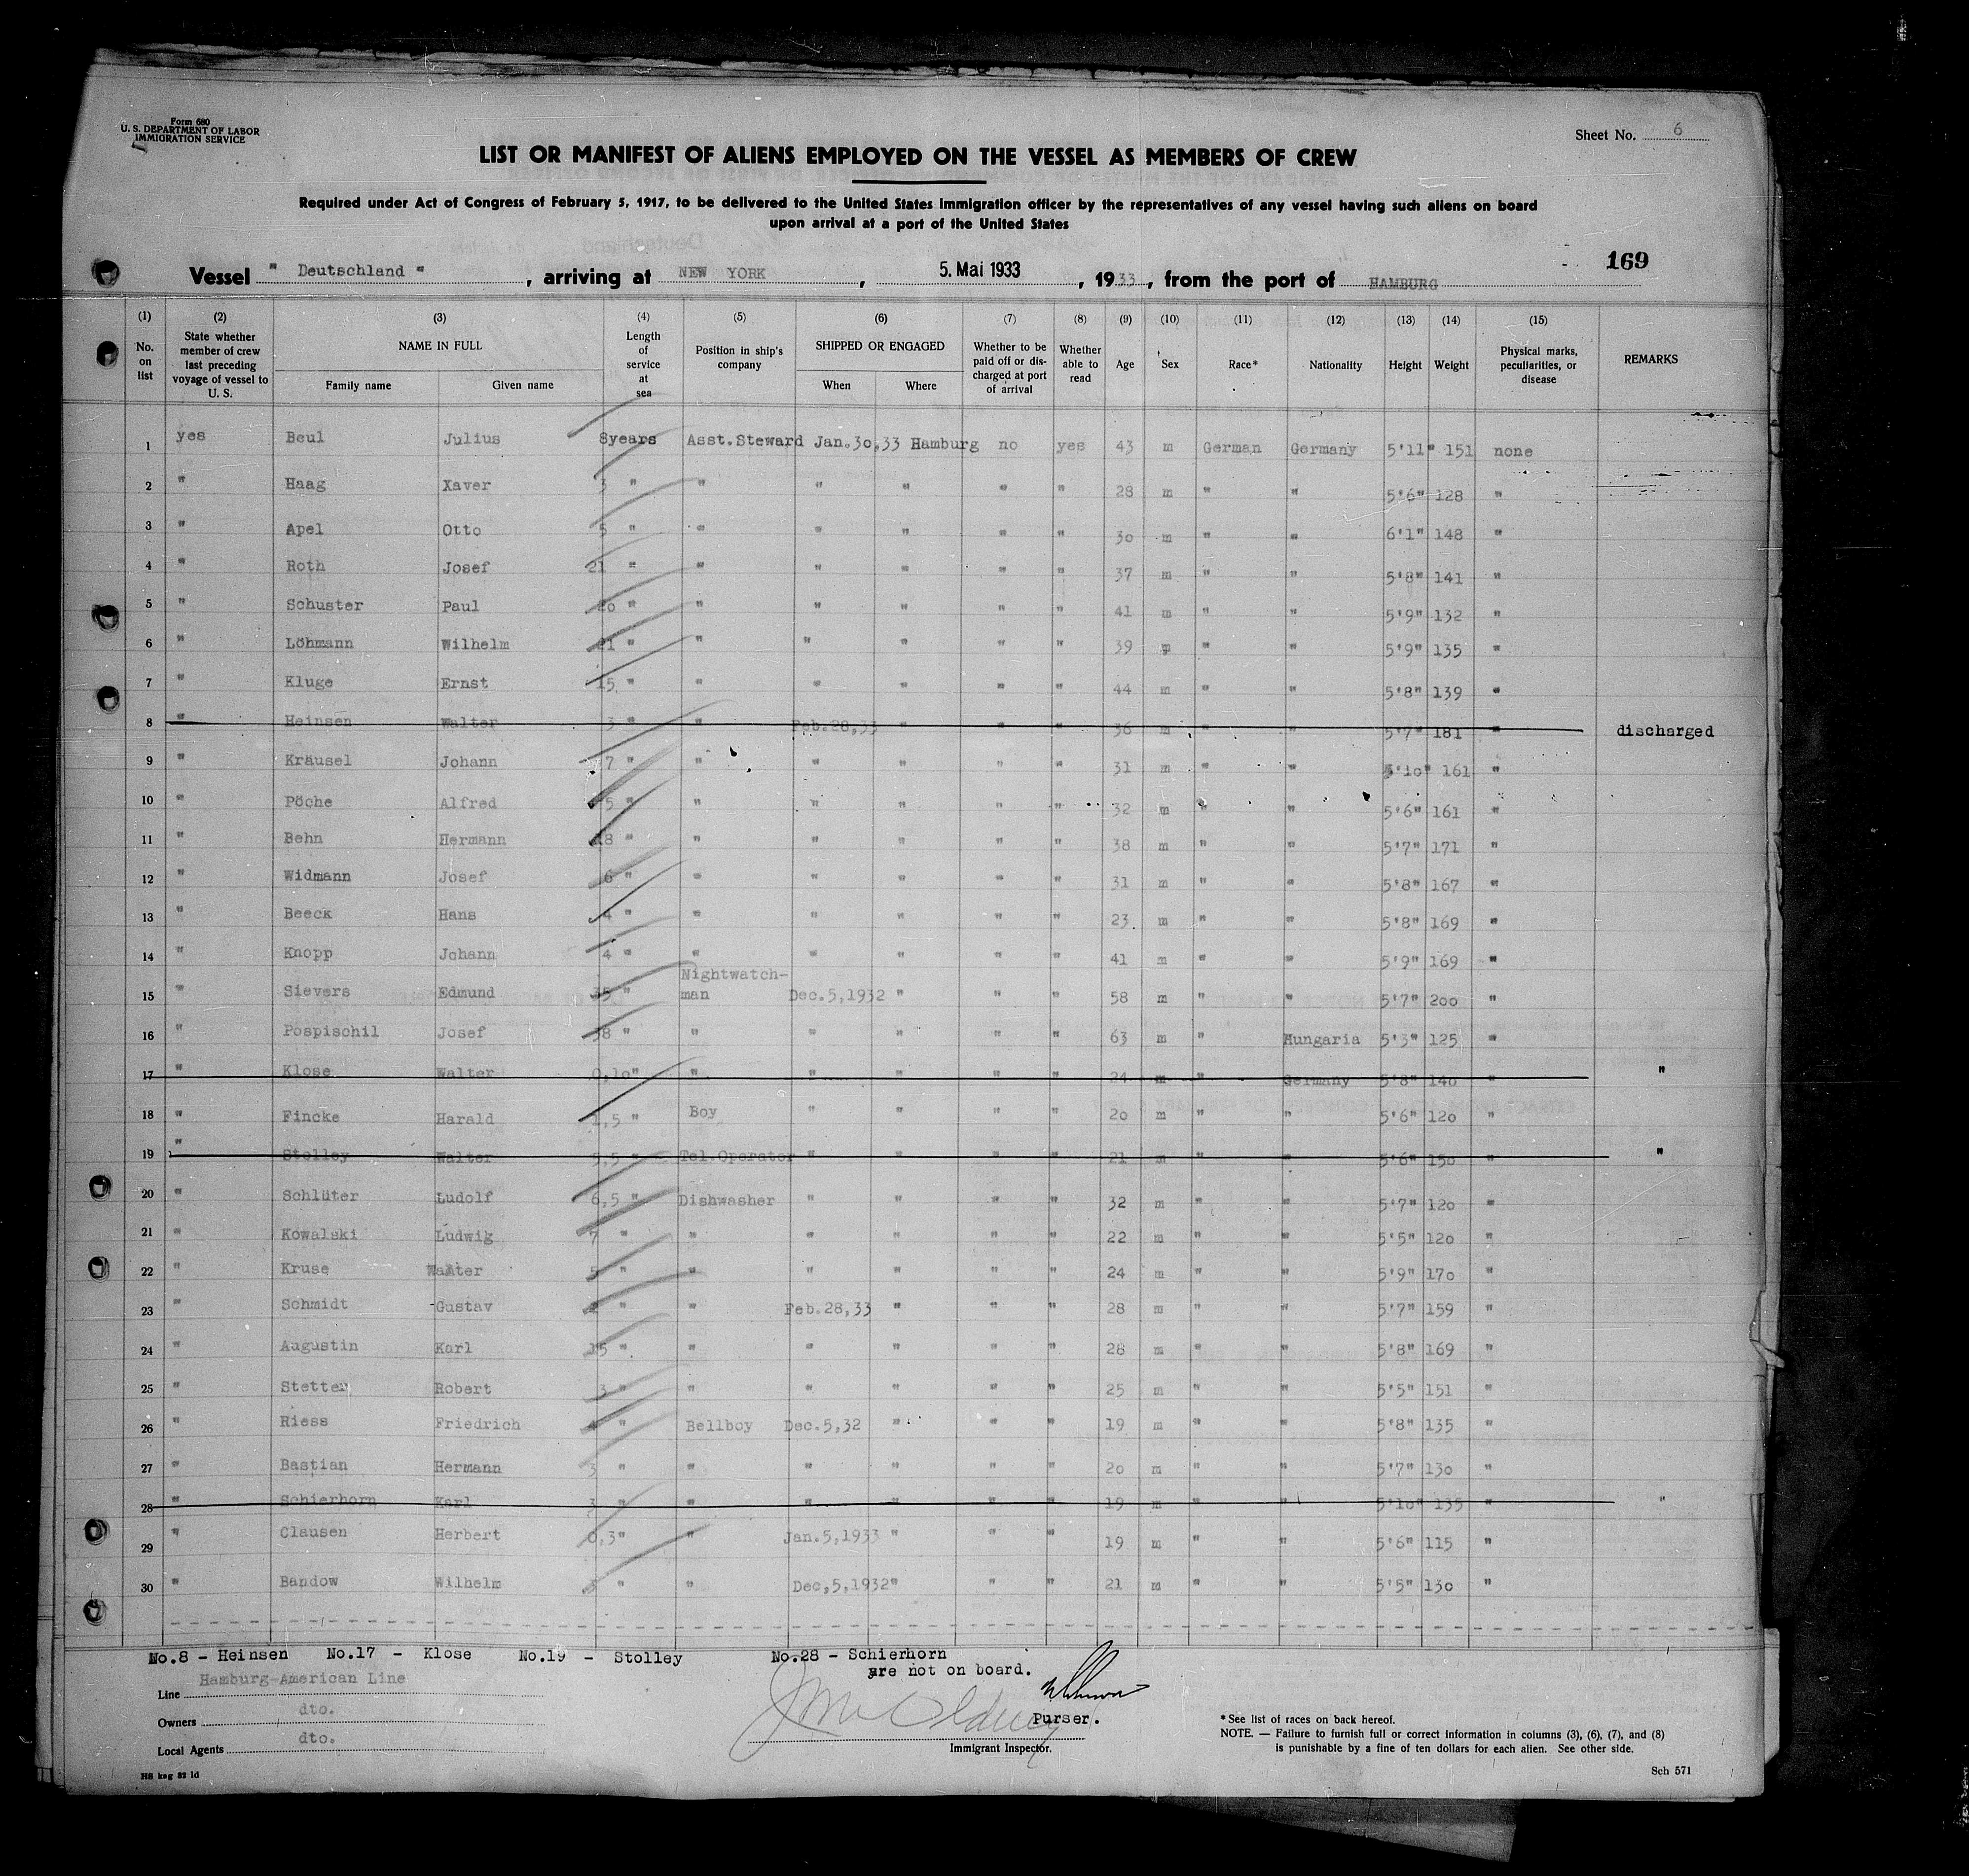 Form 680
U. S. DEPARTMENT OF LABOR
IMMIGRATION SERVICE
Sheet No. 6
LIST OR MANIFEST OF ALIENS EMPLOYED ON THE VESSEL AS MEMBERS OF CREW
Required under Act of Congress of February 5, 1917, to be delivered to the United States immigration officer by the representatives of any vessel having such aliens on board
upon arrival at a port of the United States
169
Vessel " Deutschland " , arriving at NEW YORK , 5. Mai 1933 , 1933 , from the port of HAMBURG
(1) No. on list (2) State whether member of crew last preceding voyage of vessel to U. S. (3) NAME IN FULL Family name Given name (4) Length of service at sea (5) Position in ship's company (6) SHIPPED OR ENGAGED When Where (7) Whether to be paid off or dis-charged at port of arrival (8) Whether able to read (9) Age (10) Sex (11) Race* (12) Nationality (13) Height (14) Weight (15) Physical marks, peculiarities, or disease REMARKS
1 yes Beul Julius 8years Asst.Steward Jan.3o,33 Hamburg no yes 43 m German Germany 5'11" 151 none
2 " Haag Xaver 3 " " " " " " 28 m " " 5'6" 128 "
3 " Apel Otto 5 " " " " " " 3o m " " 6'1" 148 "
4 " Roth Josef 21 " " " " " " 37 m " " 5'8" 141 "
5 " Schuster Paul 2o " " " " " " 41 m " " 5'9" 132 "
6 " Löhmann Wilhelm 21 " " " " " " 39 m " " 5'9" 135 "
7 " Kluge Ernst 15 " " " " " " 44 m " " 5'8" 139 "
8 " Heinsen Walter 3 " " Feb.28,33 " " " 36 m " " 5'7" 181 " discharged
9 " Kräusel Johann 7 " " " " " " 31 m " " 5'1o" 161 "
10 " Pöche Alfred 5 " " " " " " 32 m " " 5'6" 161 "
11 " Behn Hermann 18 " " " " " " 38 m " " 5'7" 171 "
12 " Widmann Josef 6 " " " " " " 31 m " " 5'8" 167 "
13 " Beeck Hans 4 " " " " " " 23 m " " 5'8" 169 "
14 " Knopp Johann 4 " " " " " " 41 m " " 5'9" 169 "
15 " Sievers Edmund 35 " Nightwatch-man Dec.5,1932 " " " 58 m " " 5'7" 2oo "
16 " Pospischil Josef 38 " " " " " " 63 m " Hungaria 5'3" 125 "
17 " Klose Walter 0,1o" " " " " " 24 m " Germany 5'8" 14o " "
18 " Fincke Harald 1,5 " Boy " " " " 2o m " " 5'6" 12o "
19 " Stolley Walter 5,5 " Tel.Operator " " " " 21 m " " 5'6" 15o " "
20 " Schlüter Ludolf 6,5 " Dishwasher " " " " 32 m " " 5'7" 12o "
21 " Kowalski Ludwig 7 " " " " " " 22 m " " 5'5" 12o "
22 " Kruse Walter 5 " " " " " " 24 m " " 5'9" 17o "
23 " Schmidt Gustav 2 " " Feb.28,33 " " " 28 m " " 5'7" 159 "
24 " Augustin Karl " " " " " " 28 m " " 5'8" 169 "
25 " Stetter Robert 3 " " " " " " 25 m " " 5'5" 151 "
26 " Riess Friedrich 4 " Bellboy Dec.5,32 " " " 19 m " " 5'8" 135 "
27 " Bastian Hermann 3 " " " " " " 2o m " " 5'7" 13o "
28 " Schierhorn Karl 3 " " " " " " 19 m " " 5'1o" 135 " "
29 " Clausen Herbert 0,3" " Jan.5,1933 " " " 19 m " " 5'6" 115 "
30 " Bandow Wilhelm 3 " " Dec,5,1932" " " 21 m " " 5'5" 13o "
No.8 - Heinsen No.17 - Klose No.19 - Stolley No.28 - Schierhorn
are not on board.
Line Hamburg-American Line
Owners dto.
Local Agents dto.
Purser.
Immigrant Inspector.
* See list of races on back hereof.
NOTE. — Failure to furnish full or correct information in columns (3), (6), (7), and (8)
is punishable by a fine of ten dollars for each alien. See other side.
Sch 571